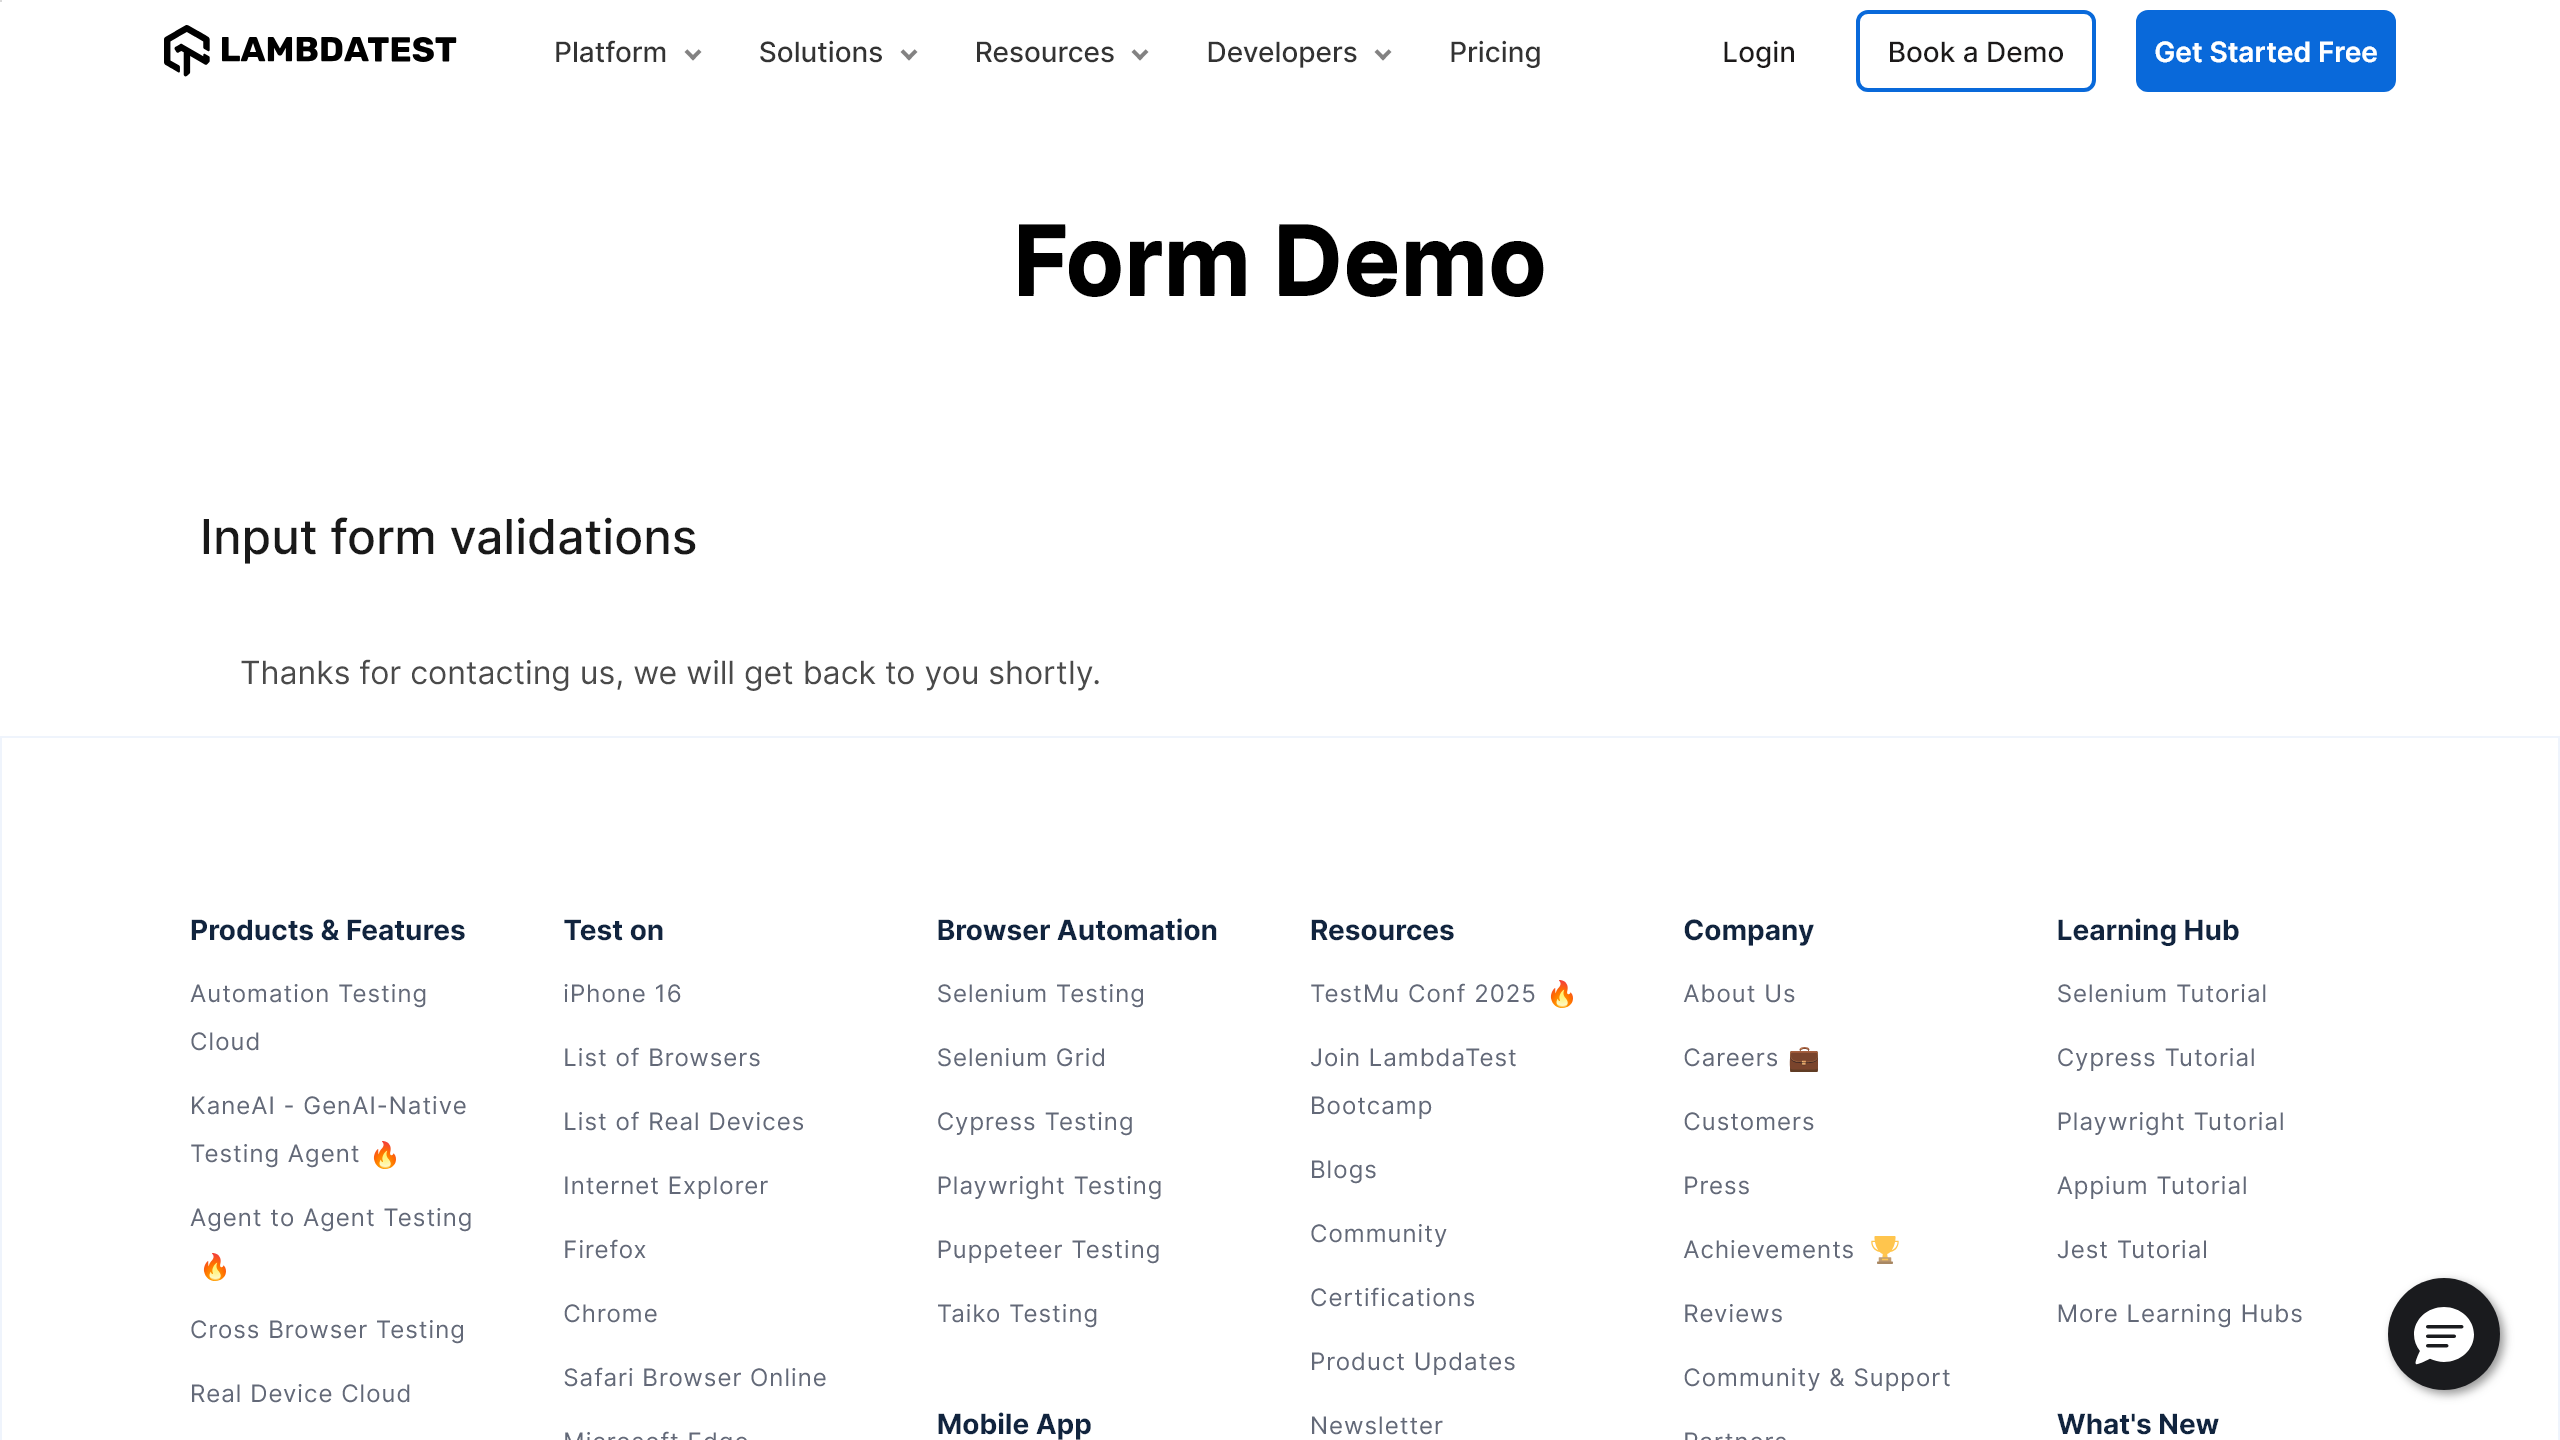 LAMBDATEST
Platform
Solutions
Resources
Developers
Pricing
Login
Book a Demo
Get Started Free
Form Demo
Input form validations
Thanks for contacting us, we will get back to you shortly.
Products & Features
Automation Testing
Cloud
KaneAI - GenAI-Native
Testing Agent 🔥
Agent to Agent Testing
🔥
Cross Browser Testing
Real Device Cloud
Test on
iPhone 16
List of Browsers
List of Real Devices
Internet Explorer
Firefox
Chrome
Safari Browser Online
Microsoft Edge
Browser Automation
Selenium Testing
Selenium Grid
Cypress Testing
Playwright Testing
Puppeteer Testing
Taiko Testing
Mobile App
Resources
TestMu Conf 2025 🔥
Join LambdaTest
Bootcamp
Blogs
Community
Certifications
Product Updates
Newsletter
Company
About Us
Careers 💼
Customers
Press
Achievements 🏆
Reviews
Community & Support
Partners
Learning Hub
Selenium Tutorial
Cypress Tutorial
Playwright Tutorial
Appium Tutorial
Jest Tutorial
More Learning Hubs
What's New